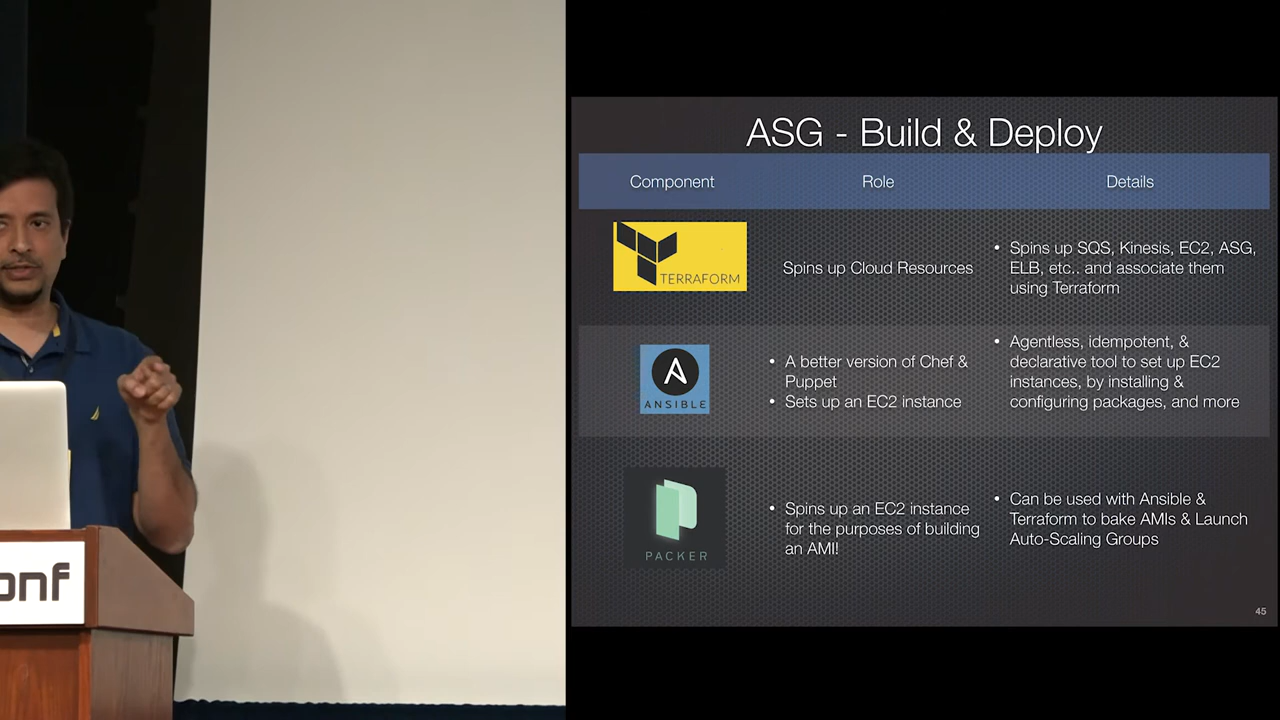 ASG - Build & Deploy
Component
Role
Details
TERRAFORM
Spins up Cloud Resources
• Spins up SQS, Kinesis, EC2, ASG,
ELB, etc.. and associate them
using Terraform
ANSIBLE
• A better version of Chef &
Puppet
• Sets up an EC2 instance
• Agentless, idempotent, &
declarative tool to set up EC2
instances, by installing &
configuring packages, and more
PACKER
• Spins up an EC2 instance
for the purposes of building
an AMI!
• Can be used with Ansible &
Terraform to bake AMIs & Launch
Auto-Scaling Groups
45
onf